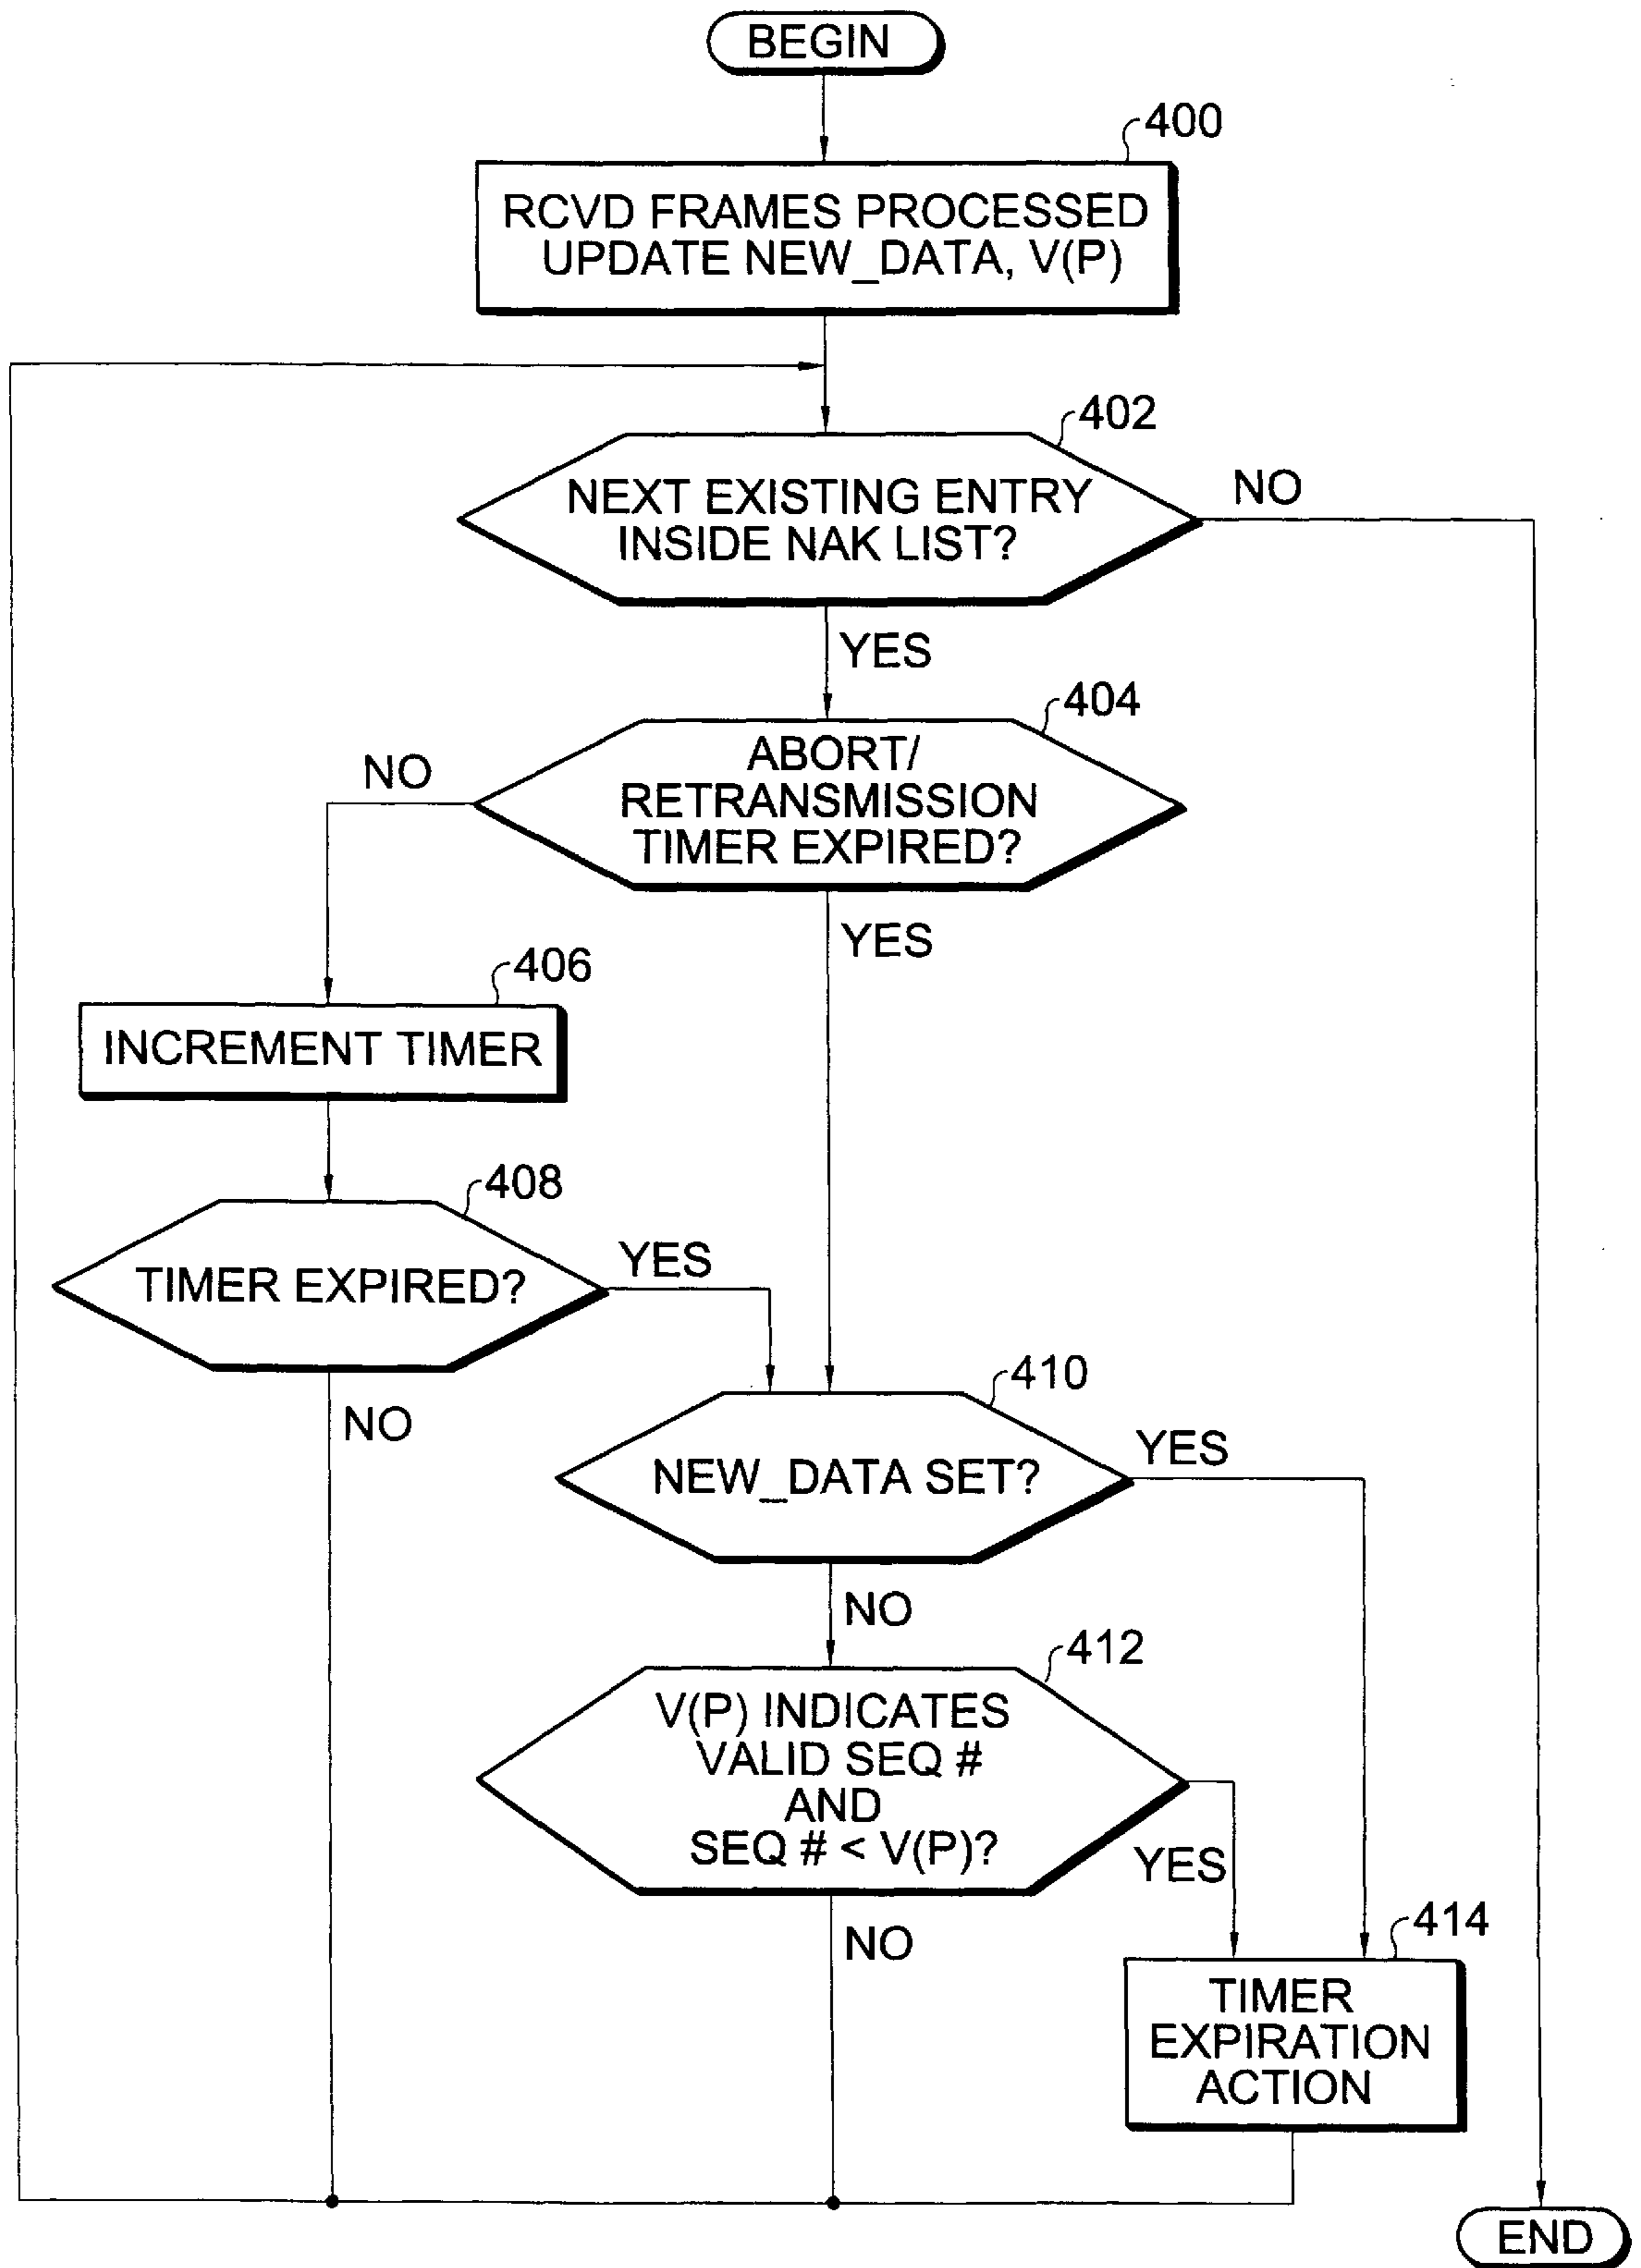 BEGIN
400
RCVD FRAMES PROCESSED
UPDATE NEW_DATA, V(P)
402
NEXT EXISTING ENTRY
INSIDE NAK LIST?
NO
YES
404
ABORT/
RETRANSMISSION
TIMER EXPIRED?
NO
YES
406
INCREMENT TIMER
408
TIMER EXPIRED?
YES
NO
410
NEW_DATA SET?
YES
NO
412
V(P) INDICATES
VALID SEQ #
AND
SEQ # < V(P)?
YES
NO
414
TIMER
EXPIRATION
ACTION
END